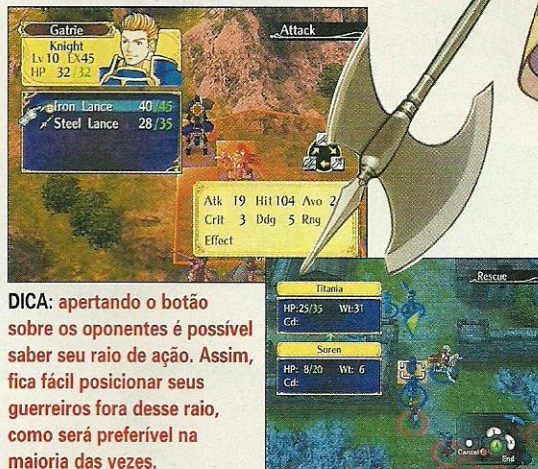 Gatrie
Knight
Lv 10 EX45
HP 32/32
Attack
Iron Lance 40/45
Steel Lance 28/35
Atk 19 Hit 104 Avo 2
Crit 3 Ddg 5 Rng
Effect
DICA: apertando o botão
sobre os oponentes é possível
saber seu raio de ação. Assim,
fica fácil posicionar seus
guerreiros fora desse raio,
como será preferível na
maioria das vezes.
Rescue
Titania
HP:25/35 Wt:31
Cd:
Soren
HP: 8/20 Wt: 6
Cd:
Cancel
End